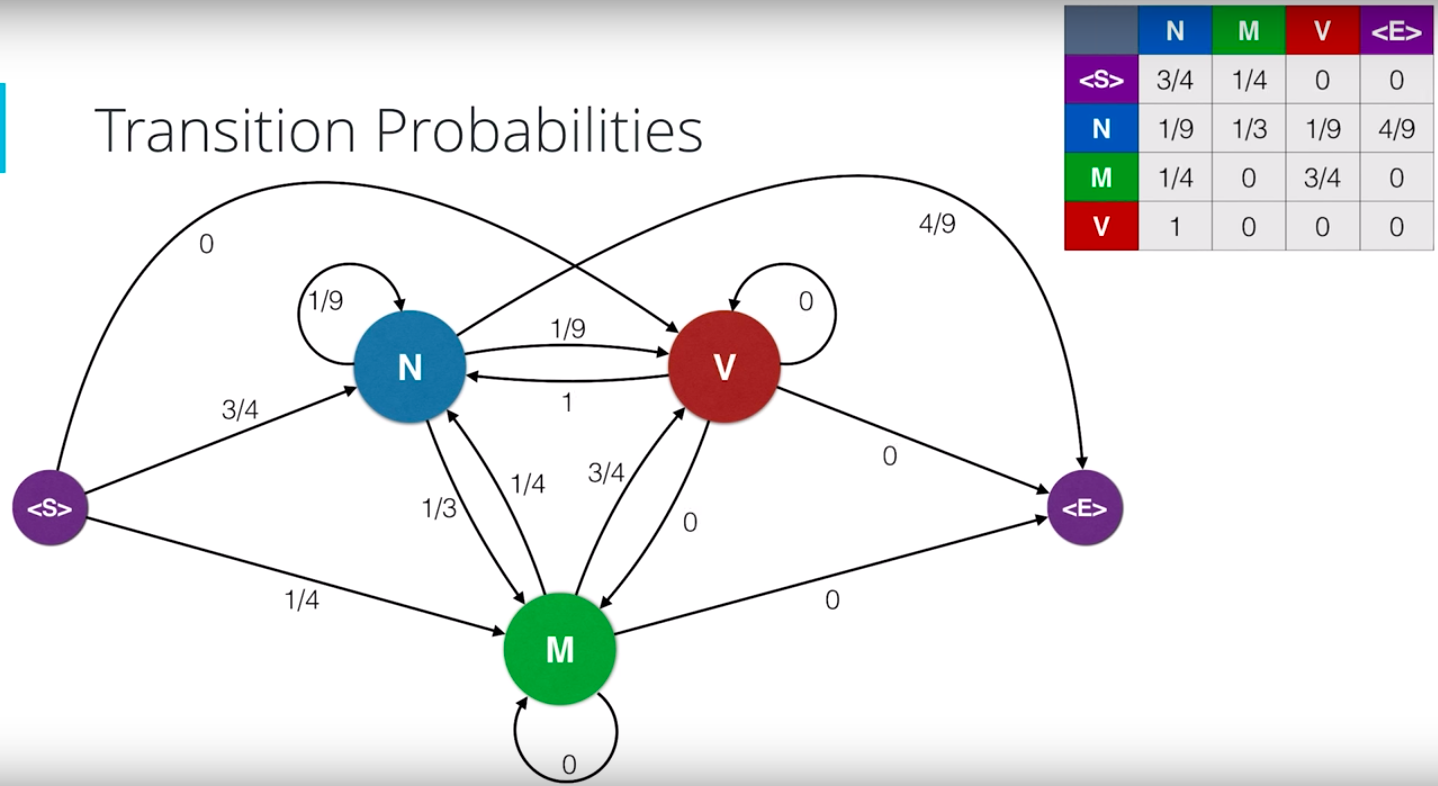 N M V <E>
<S> 3/4 1/4 0 0
N 1/9 1/3 1/9 4/9
M 1/4 0 3/4 0
V 1 0 0 0
Transition Probabilities
0
4/9
1/9
0
1/9
N
V
1
3/4
0
1/4
3/4
1/3
0
<S>
<E>
1/4
0
M
0